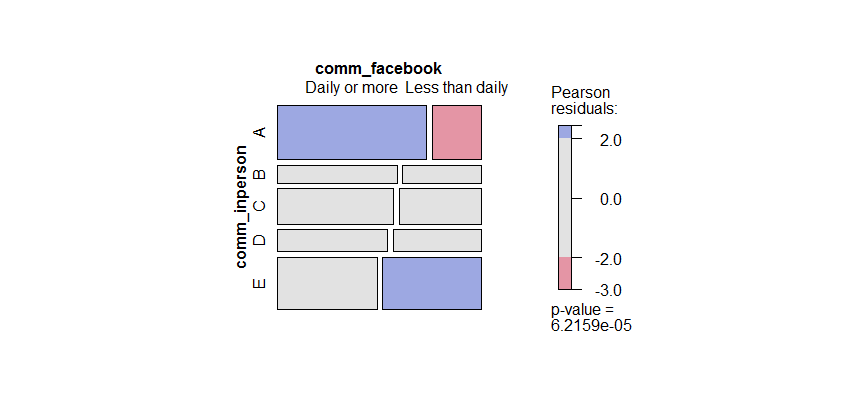 comm_facebook
Daily or more Less than daily
comm_inperson
A
B
C
D
E
Pearson
residuals:
2.0
0.0
-2.0
-3.0
p-value =
6.2159e-05